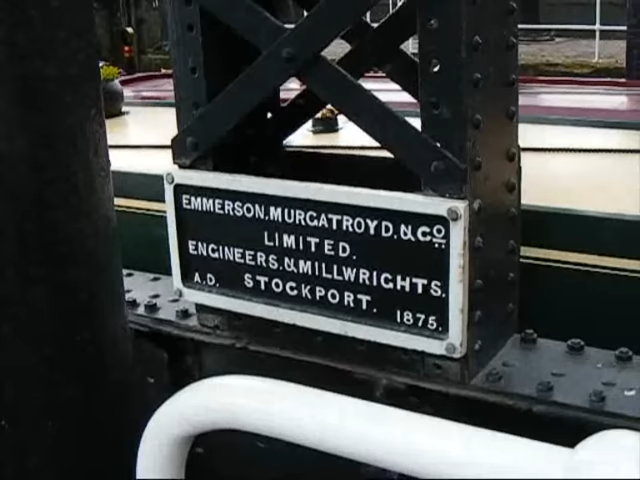 EMMERSON.MURGATROYD.&CO
LIMITED.
ENGINEERS.&MILLWRIGHTS.
A.D. STOCKPORT. 1875.